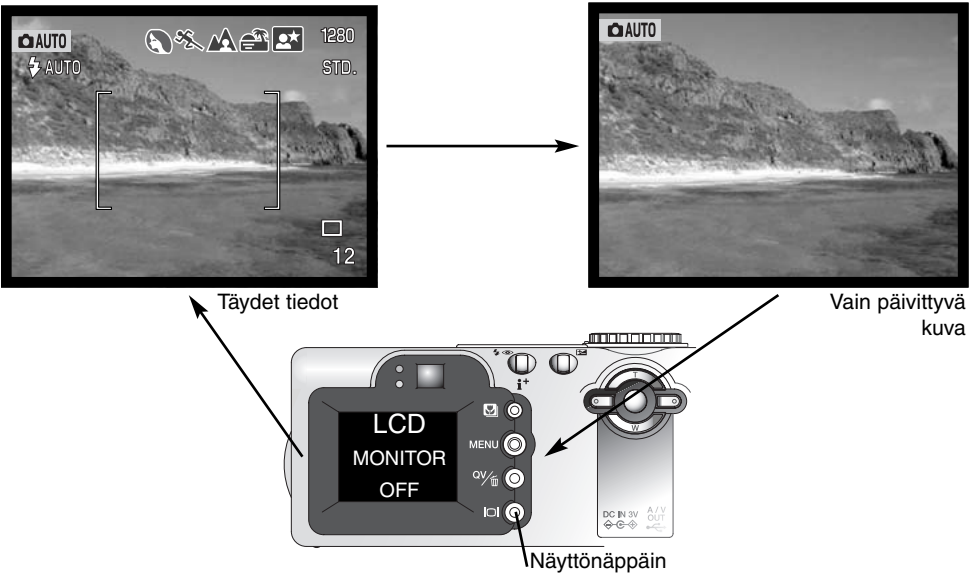 AUTO
AUTO
1280
STD.
12
AUTO
Täydet tiedot
Vain päivittyvä
kuva
LCD
MONITOR
OFF
i+
MENU
QV/
T
W
DC IN 3V
A / V
OUT
Näyttönäppäin